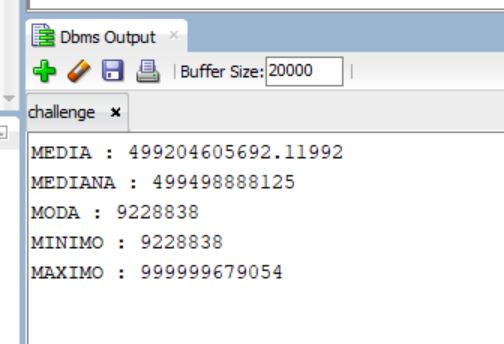 Dbms Output
Buffer Size: 20000
challenge
MEDIA : 499204605692.11992
MEDIANA : 499498888125
MODA : 9228838
MINIMO : 9228838
MAXIMO : 999999679054